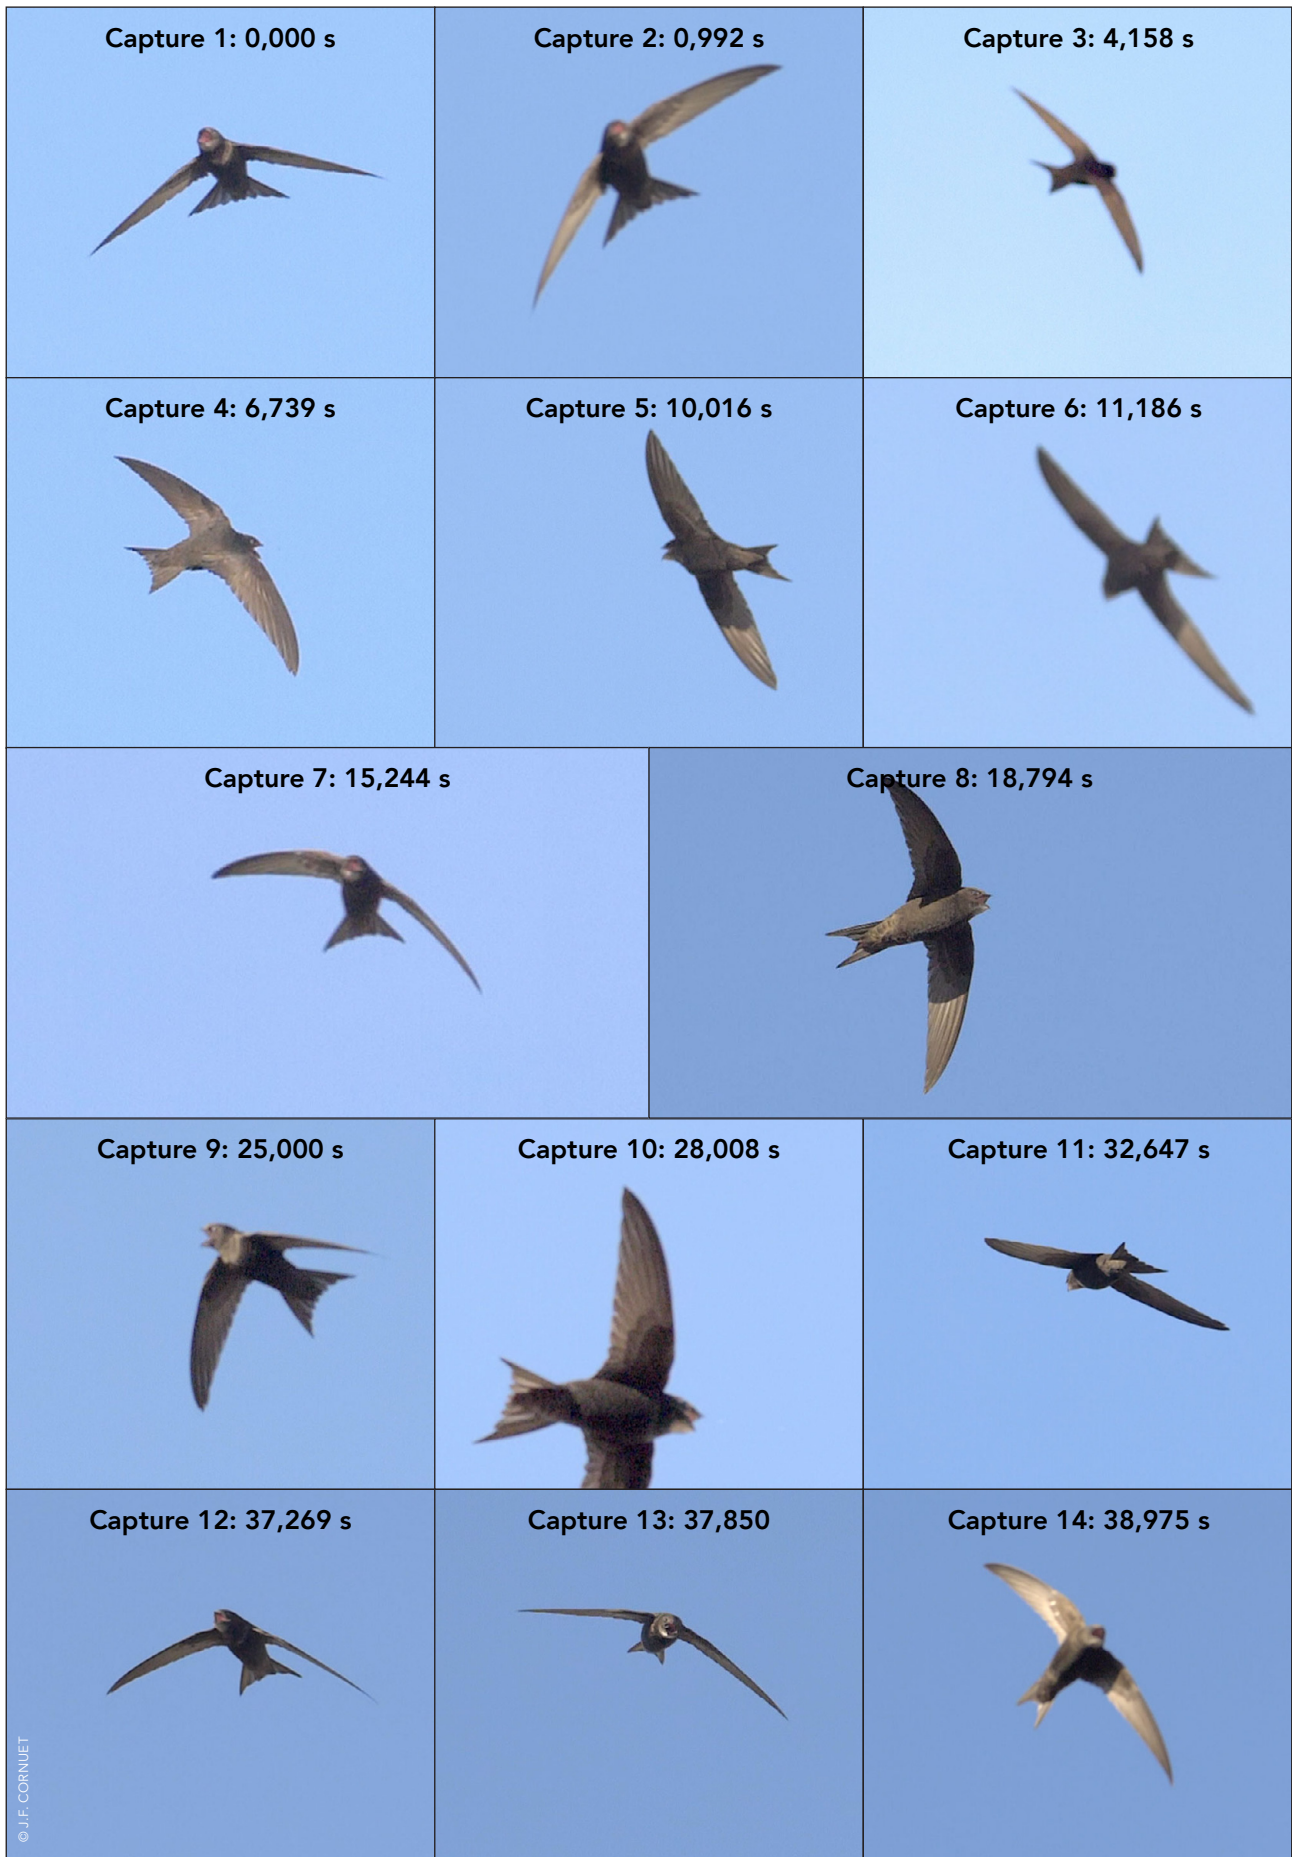 Capture 1: 0,000 s
Capture 2: 0,992 s
Capture 3: 4,158 s
Capture 4: 6,739 s
Capture 5: 10,016 s
Capture 6: 11,186 s
Capture 7: 15,244 s
Capture 8: 18,794 s
Capture 9: 25,000 s
Capture 10: 28,008 s
Capture 11: 32,647 s
Capture 12: 37,269 s
Capture 13: 37,850
Capture 14: 38,975 s
© J.F. CORNUET